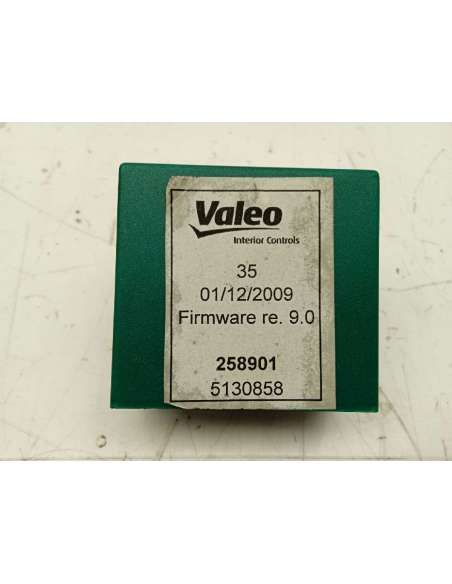 Valeo
Interior Controls
35
01/12/2009
Firmware re. 9.0
258901
5130858